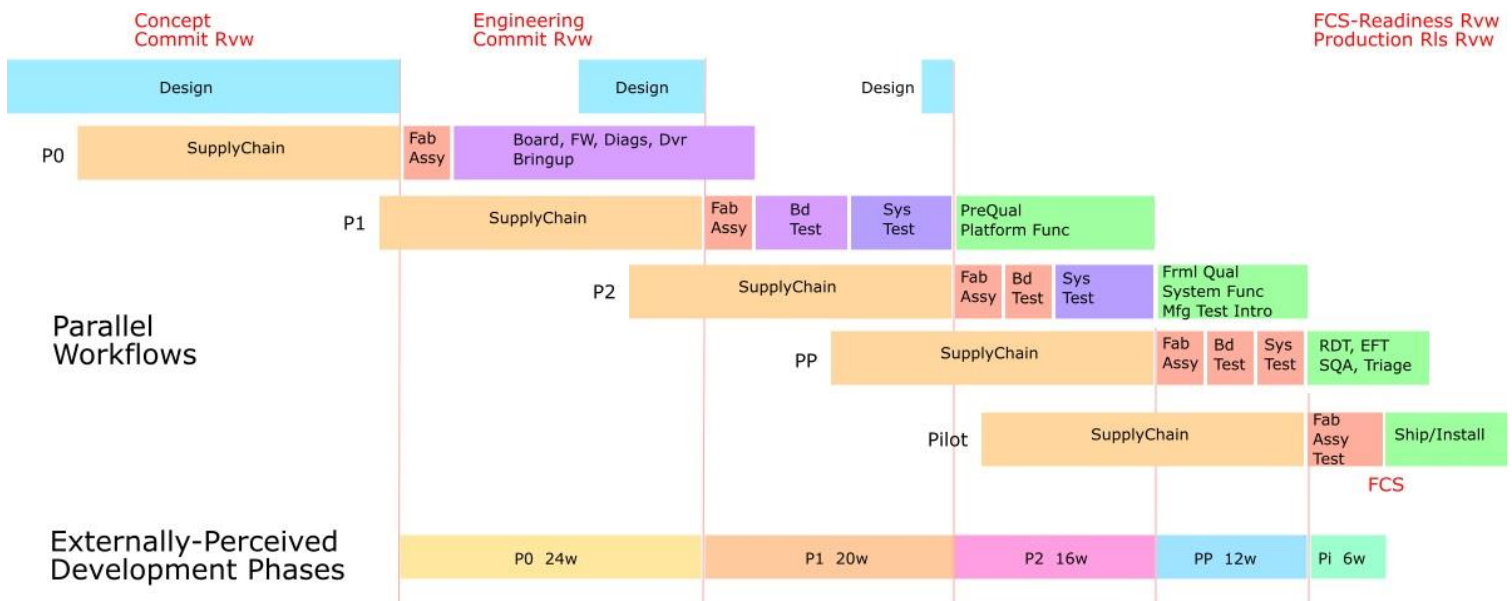 Concept
Commit Rvw
Engineering
Commit Rvw
FCS-Readiness Rvw
Production Rls Rvw
Design
Design
Design
P0
SupplyChain
Fab
Assy
Board, FW, Diags, Dvr
Bringup
P1
SupplyChain
Fab
Assy
Bd
Test
Sys
Test
PreQual
Platform Func
P2
SupplyChain
Fab
Assy
Bd
Test
Sys
Test
Frml Qual
System Func
Mfg Test Intro
Parallel
Workflows
PP
SupplyChain
Fab
Assy
Bd
Test
Sys
Test
RDT, EFT
SQA, Triage
Pilot
SupplyChain
Fab
Assy
Test
Ship/Install
FCS
Externally-Perceived
Development Phases
P0 24w
P1 20w
P2 16w
PP 12w
Pi 6w